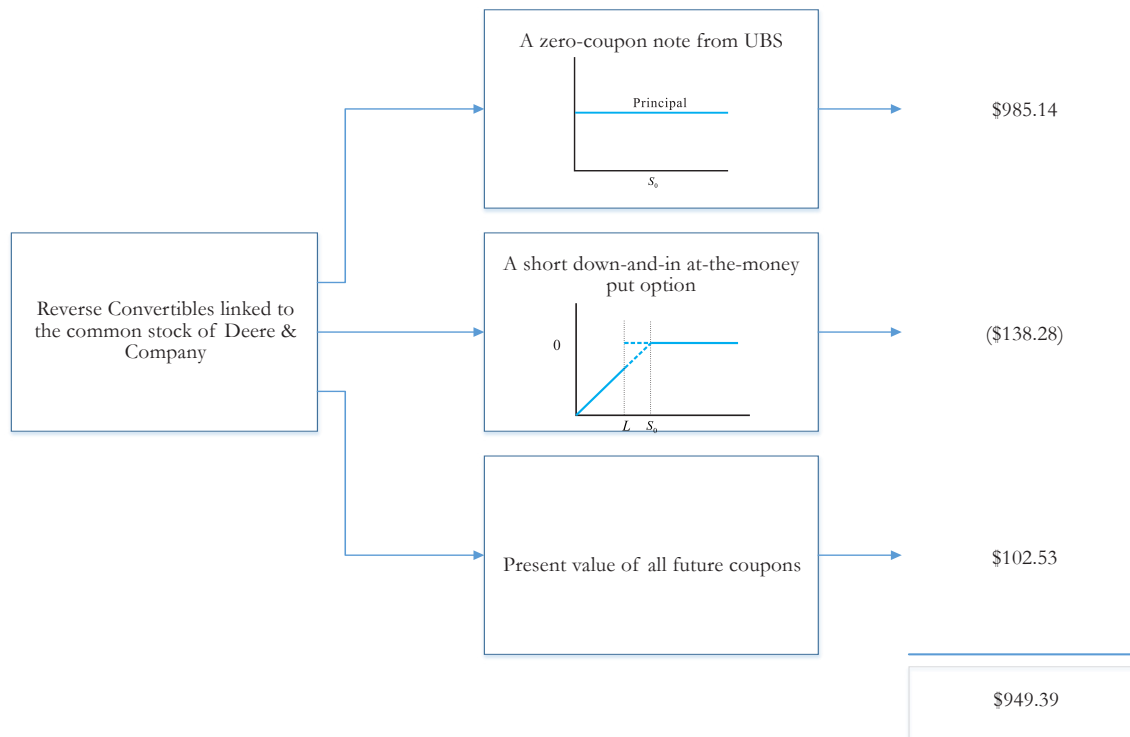 A zero-coupon note from UBS
Principal
S₀
$985.14
Reverse Convertibles linked to
the common stock of Deere &
Company
A short down-and-in at-the-money
put option
0
L S₀
($138.28)
Present value of all future coupons
$102.53
$949.39